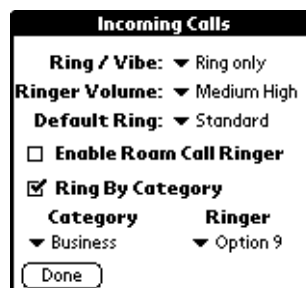 Incoming Calls
Ring / Vibe: Ring only
Ringer Volume: Medium High
Default Ring: Standard
Enable Roam Call Ringer
Ring By Category
Category Ringer
Business Option 9
Done